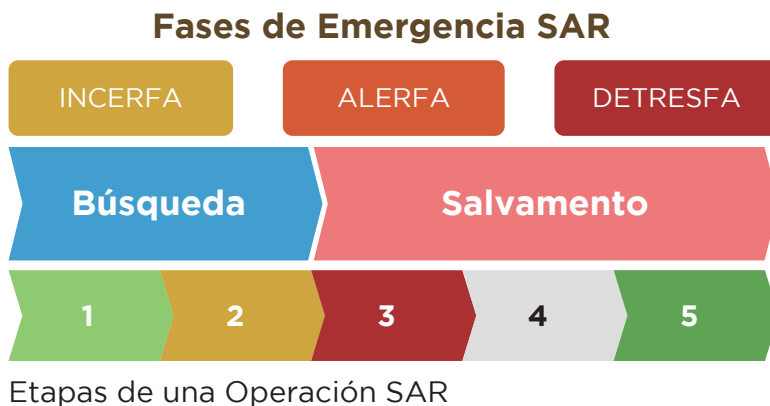 Fases de Emergencia SAR
INCERFA ALERFA DETRESFA
Búsqueda Salvamento
1 2 3 4 5
Etapas de una Operación SAR